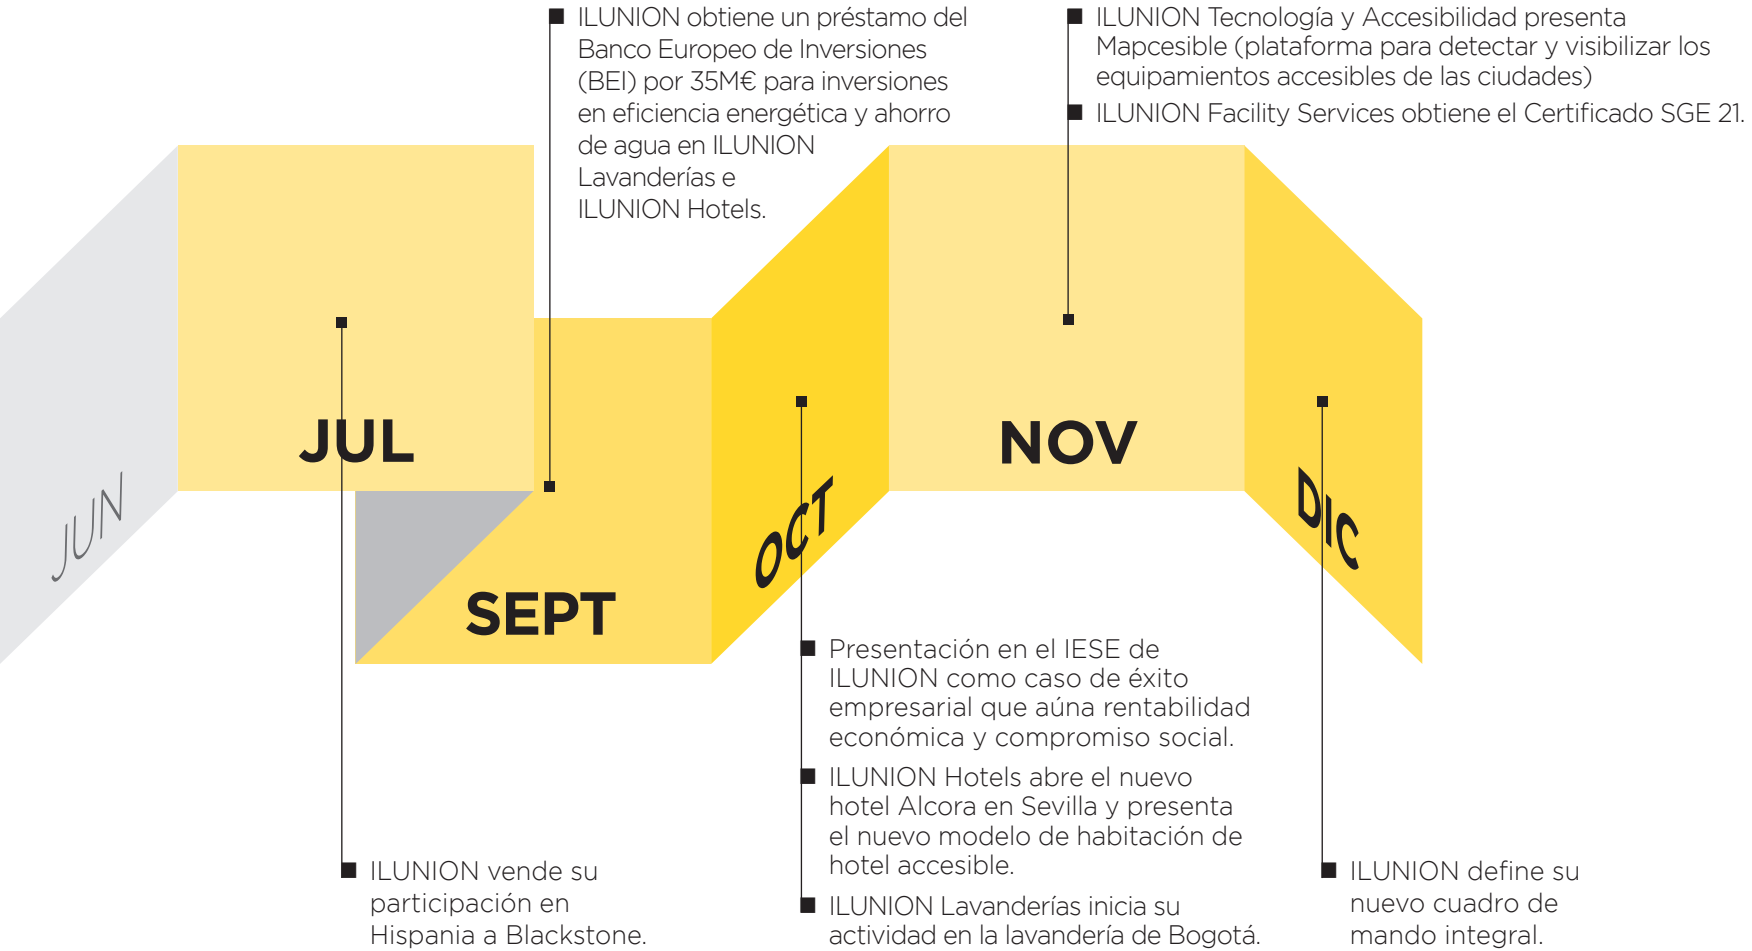 ILUNION obtiene un préstamo del
Banco Europeo de Inversiones
(BEI) por 35M€ para inversiones
en eficiencia energética y ahorro
de agua en ILUNION
Lavanderías e
ILUNION Hotels.
ILUNION Tecnología y Accesibilidad presenta
Mapcesible (plataforma para detectar y visibilizar los
equipamientos accesibles de las ciudades)
ILUNION Facility Services obtiene el Certificado SGE 21.
JUN
JUL
SEPT
OCT
NOV
DIC
ILUNION vende su
participación en
Hispania a Blackstone.
Presentación en el IESE de
ILUNION como caso de éxito
empresarial que aúna rentabilidad
económica y compromiso social.
ILUNION Hotels abre el nuevo
hotel Alcora en Sevilla y presenta
el nuevo modelo de habitación de
hotel accesible.
ILUNION Lavanderías inicia su
actividad en la lavandería de Bogotá.
ILUNION define su
nuevo cuadro de
mando integral.